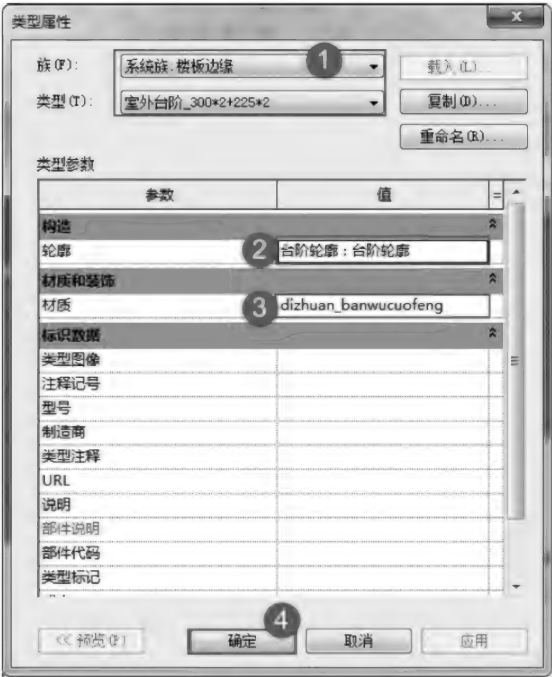 类型属性
族(F): 系统族:楼板边缘 1 载入(L)...
类型(T): 室外台阶_300*2+225*2 复制(D)...
重命名(R)...
类型参数
参数 值 =
构造
轮廓 2 台阶轮廓 : 台阶轮廓
材质和装饰
材质 3 dizhuan_banwucuofeng
标识数据
类型图像
注释记号
型号
制造商
类型注释
URL
说明
部件说明
部件代码
类型标记
4
<< 预览(P) 确定 取消 应用